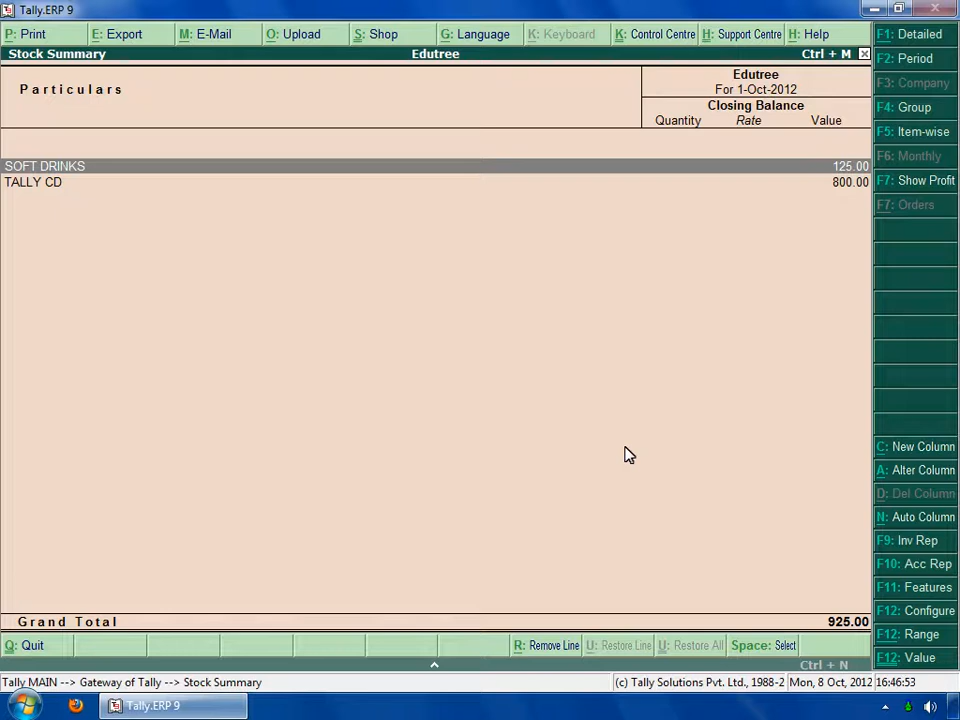 Tally.ERP 9
P: Print E: Export M: E-Mail O: Upload S: Shop G: Language K: Keyboard K: Control Centre H: Support Centre H: Help
Stock Summary Edutree Ctrl + M
Particulars
Edutree
For 1-Oct-2012
Closing Balance
Quantity Rate Value
SOFT DRINKS 125.00
TALLY CD 800.00
Grand Total 925.00
F1: Detailed
F2: Period
F3: Company
F4: Group
F5: Item-wise
F6: Monthly
F7: Show Profit
F7: Orders
C: New Column
A: Alter Column
D: Del Column
N: Auto Column
F9: Inv Rep
F10: Acc Rep
F11: Features
F12: Configure
F12: Range
F12: Value
Q: Quit R: Remove Line U: Restore Line U: Restore All Space: Select
Ctrl + N
Tally MAIN --> Gateway of Tally --> Stock Summary (c) Tally Solutions Pvt. Ltd., 1988-2 Mon, 8 Oct, 2012 16:46:53
Tally.ERP 9